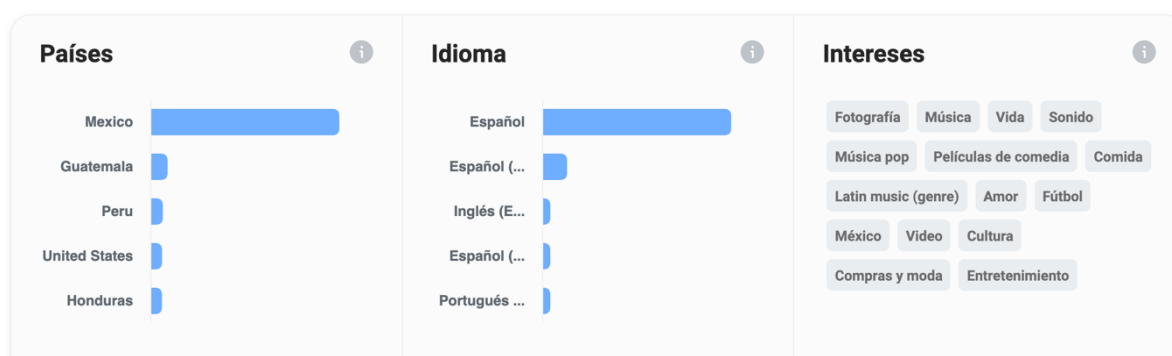 Países
Mexico
Guatemala
Peru
United States
Honduras
Idioma
Español
Español (...
Inglés (E...
Español (...
Portugués ...
Intereses
Fotografía Música Vida Sonido
Música pop Películas de comedia Comida
Latin music (genre) Amor Fútbol
México Video Cultura
Compras y moda Entretenimiento